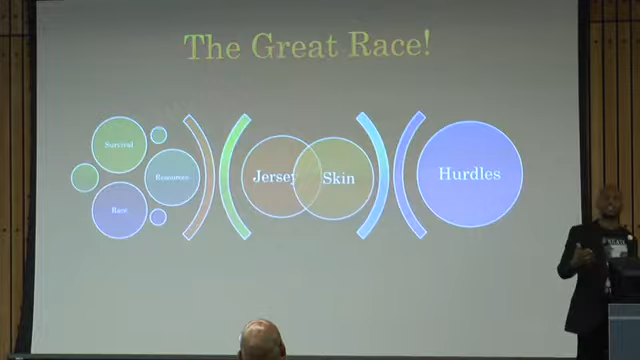 The Great Race!
Survival
Resources
Race
Jersey
Skin
Hurdles